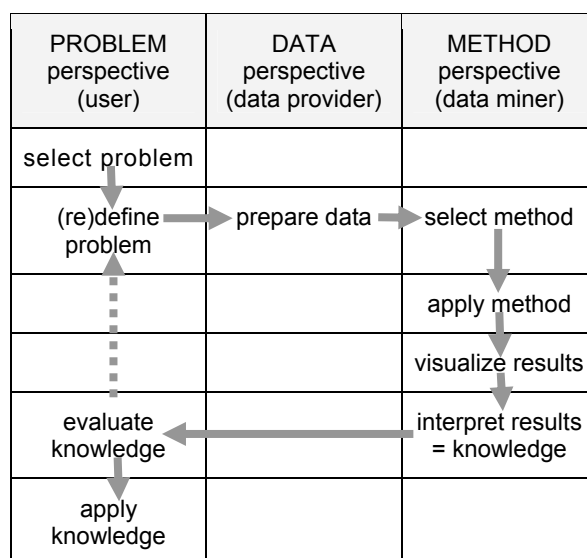 PROBLEM
perspective
(user)
DATA
perspective
(data provider)
METHOD
perspective
(data miner)
select problem
(re)define
problem
prepare data
select method
apply method
visualize results
evaluate
knowledge
interpret results
= knowledge
apply
knowledge